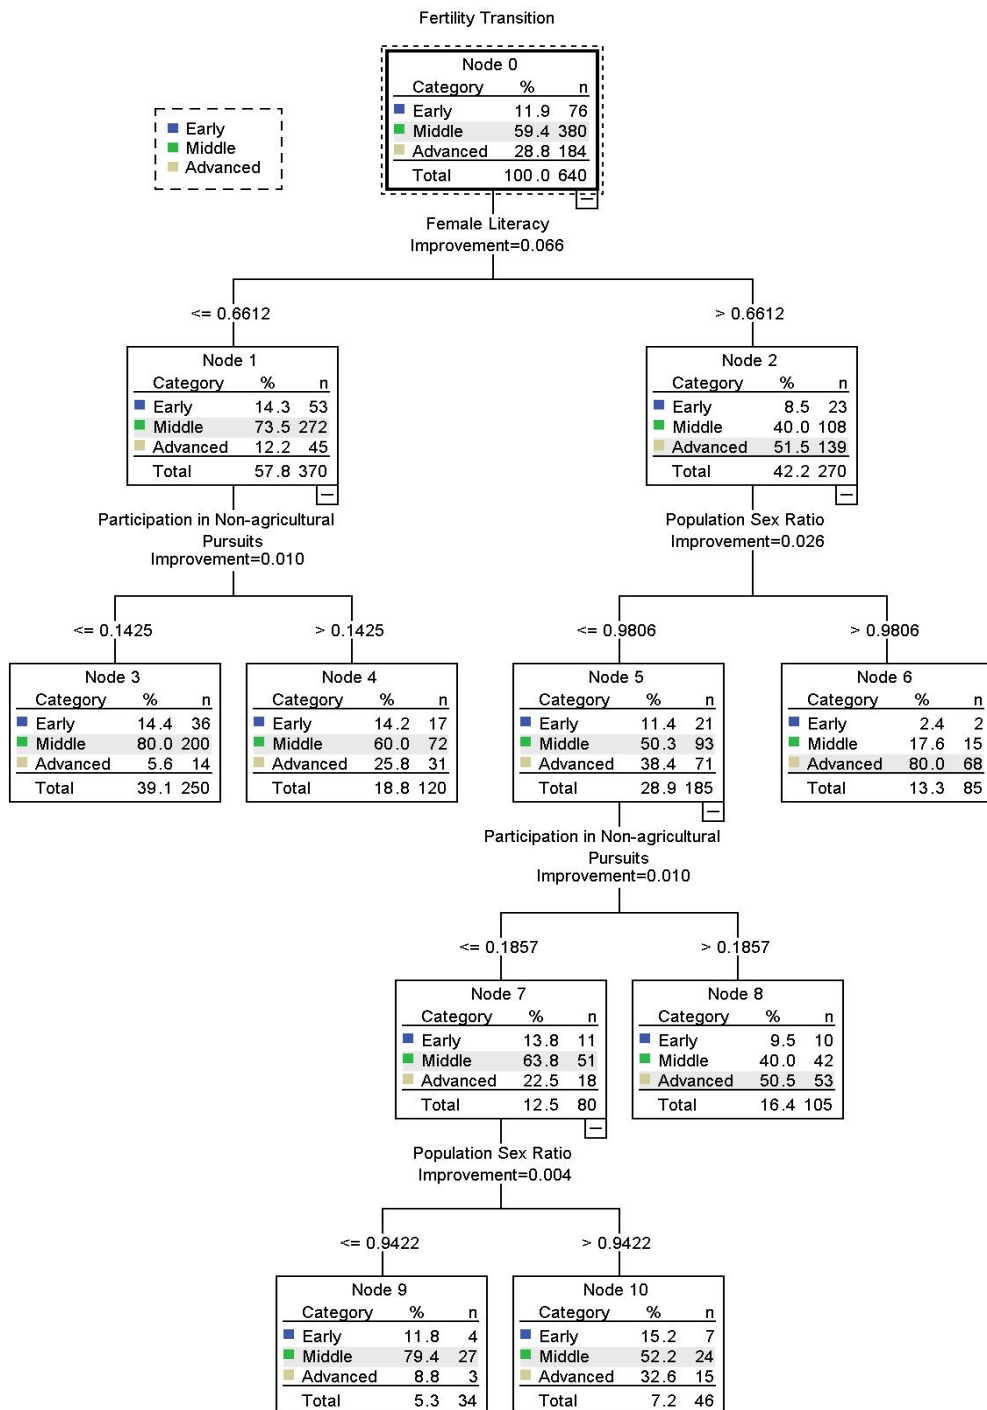 Fertility Transition
Node 0
Category % n
Early 11.9 76
Middle 59.4 380
Advanced 28.8 184
Total 100.0 640
Early
Middle
Advanced
Female Literacy
Improvement=0.066
<= 0.6612
> 0.6612
Node 1
Category % n
Early 14.3 53
Middle 73.5 272
Advanced 12.2 45
Total 57.8 370
Node 2
Category % n
Early 8.5 23
Middle 40.0 108
Advanced 51.5 139
Total 42.2 270
Participation in Non-agricultural
Pursuits
Improvement=0.010
Population Sex Ratio
Improvement=0.026
<= 0.1425
> 0.1425
<= 0.9806
> 0.9806
Node 3
Category % n
Early 14.4 36
Middle 80.0 200
Advanced 5.6 14
Total 39.1 250
Node 4
Category % n
Early 14.2 17
Middle 60.0 72
Advanced 25.8 31
Total 18.8 120
Node 5
Category % n
Early 11.4 21
Middle 50.3 93
Advanced 38.4 71
Total 28.9 185
Node 6
Category % n
Early 2.4 2
Middle 17.6 15
Advanced 80.0 68
Total 13.3 85
Participation in Non-agricultural
Pursuits
Improvement=0.010
<= 0.1857
> 0.1857
Node 7
Category % n
Early 13.8 11
Middle 63.8 51
Advanced 22.5 18
Total 12.5 80
Node 8
Category % n
Early 9.5 10
Middle 40.0 42
Advanced 50.5 53
Total 16.4 105
Population Sex Ratio
Improvement=0.004
<= 0.9422
> 0.9422
Node 9
Category % n
Early 11.8 4
Middle 79.4 27
Advanced 8.8 3
Total 5.3 34
Node 10
Category % n
Early 15.2 7
Middle 52.2 24
Advanced 32.6 15
Total 7.2 46